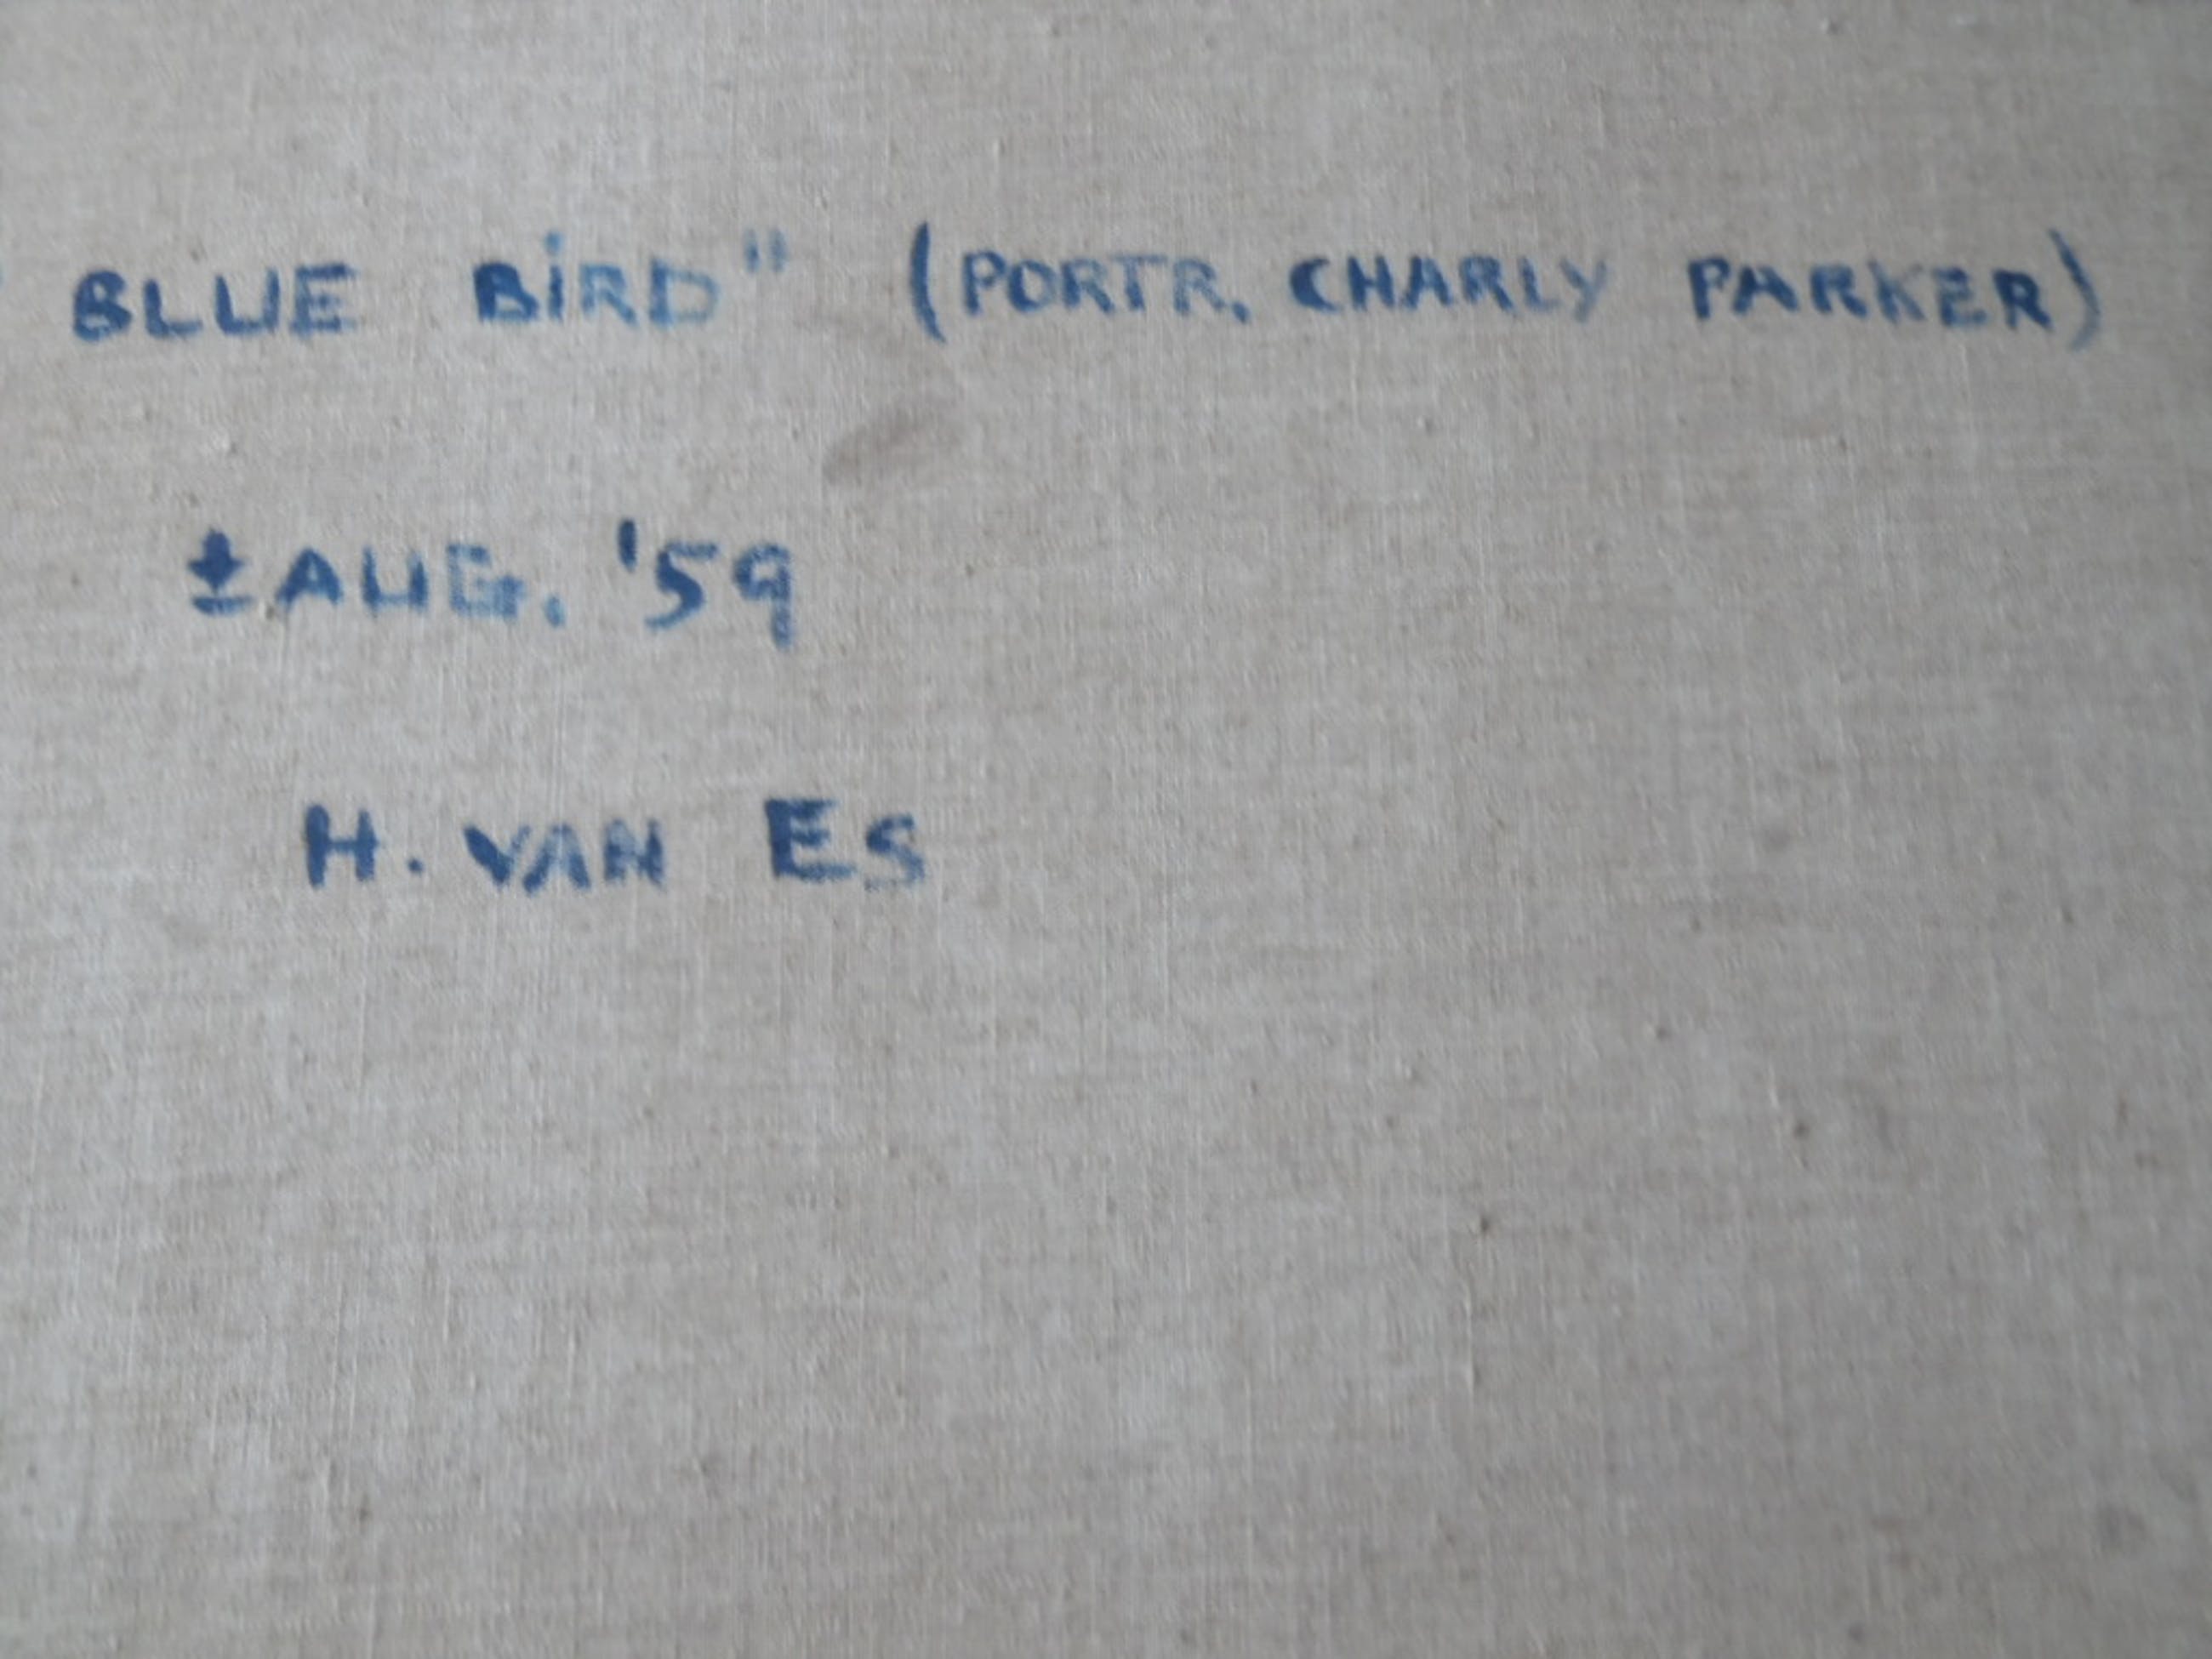 " BLUE BiRD" (PORTR. CHARLY PARKER)
± AUG. '59
H. VAN ES